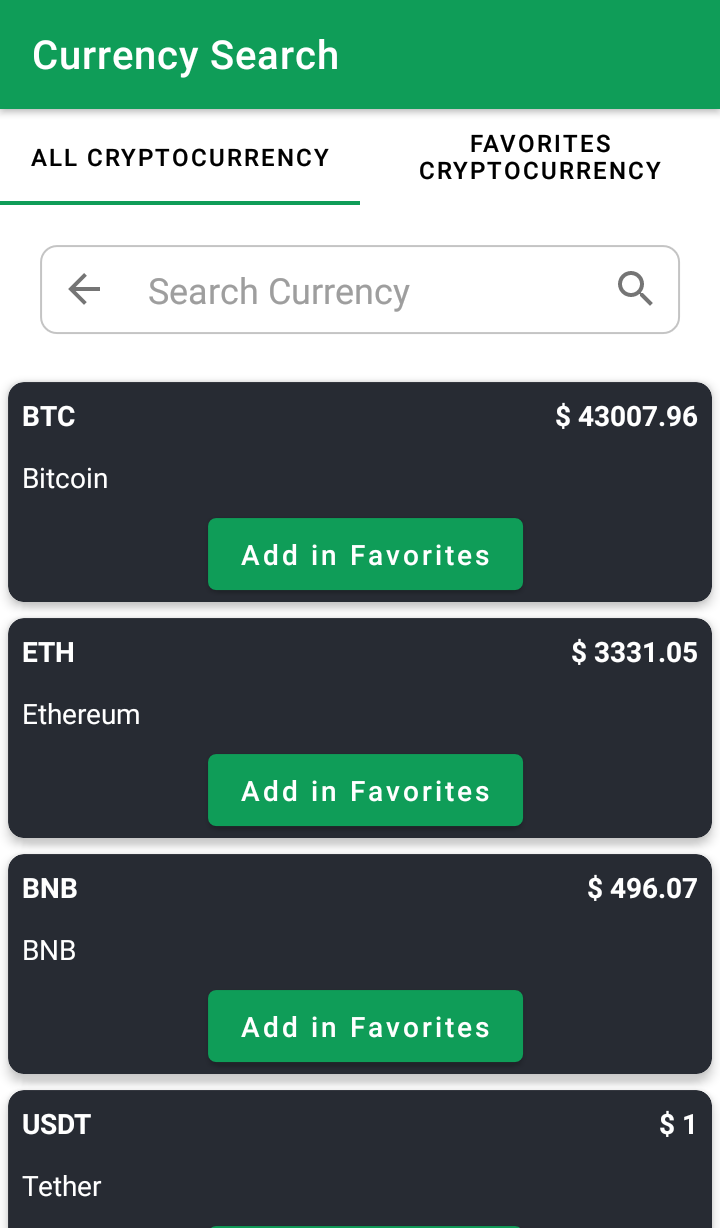 Currency Search
ALL CRYPTOCURRENCY
FAVORITES
CRYPTOCURRENCY
Search Currency
BTC
$ 43007.96
Bitcoin
Add in Favorites
ETH
$ 3331.05
Ethereum
Add in Favorites
BNB
$ 496.07
BNB
Add in Favorites
USDT
$ 1
Tether